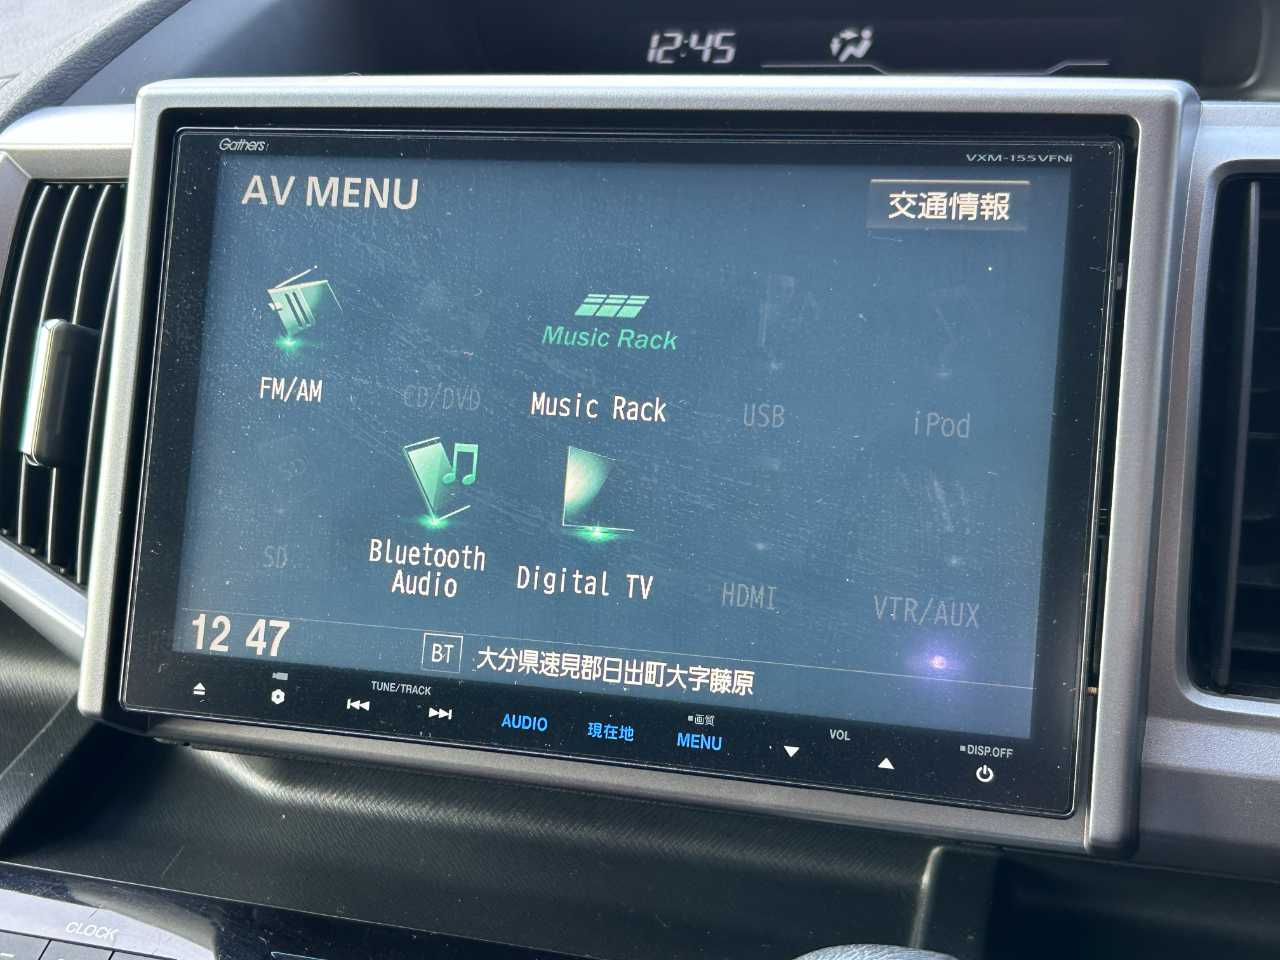 12:45
Gathers
VXM-155VFNi
AV MENU
交通情報
FM/AM
CD/DVD
Music Rack
Music Rack
USB
iPod
SD
Bluetooth
Audio
Digital TV
HDMI
VTR/AUX
12 47
BT
大分県速見郡日出町大字藤原
TUNE/TRACK
AUDIO
現在地
画質
MENU
VOL
DISP.OFF
CLOCK